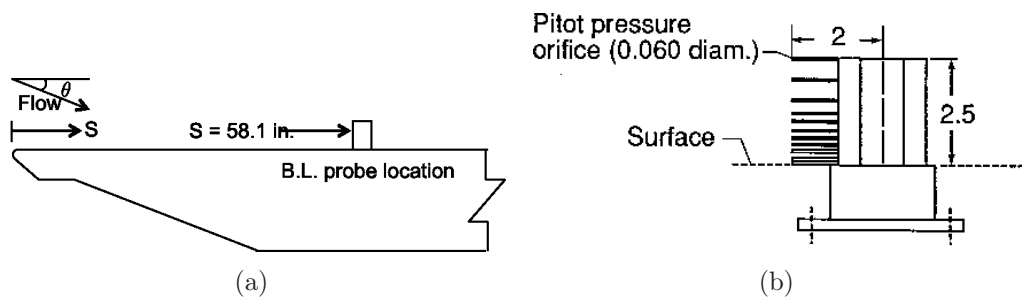 θ
Flow
S
S = 58.1 in.
B.L. probe location
(a)
Pitot pressure
orifice (0.060 diam.)
2
2.5
Surface
(b)